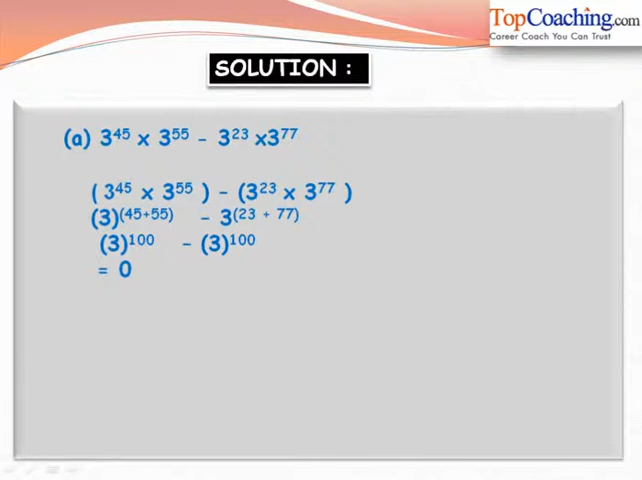 TopCoaching.com
Career Coach You Can Trust
SOLUTION :
(a) 3⁴⁵ x 3⁵⁵ – 3²³ x3⁷⁷
( 3⁴⁵ x 3⁵⁵ ) – (3²³ x 3⁷⁷ )
(3)⁽⁴⁵⁺⁵⁵⁾ – 3⁽²³ ⁺ ⁷⁷⁾
(3)¹⁰⁰ – (3)¹⁰⁰
= 0